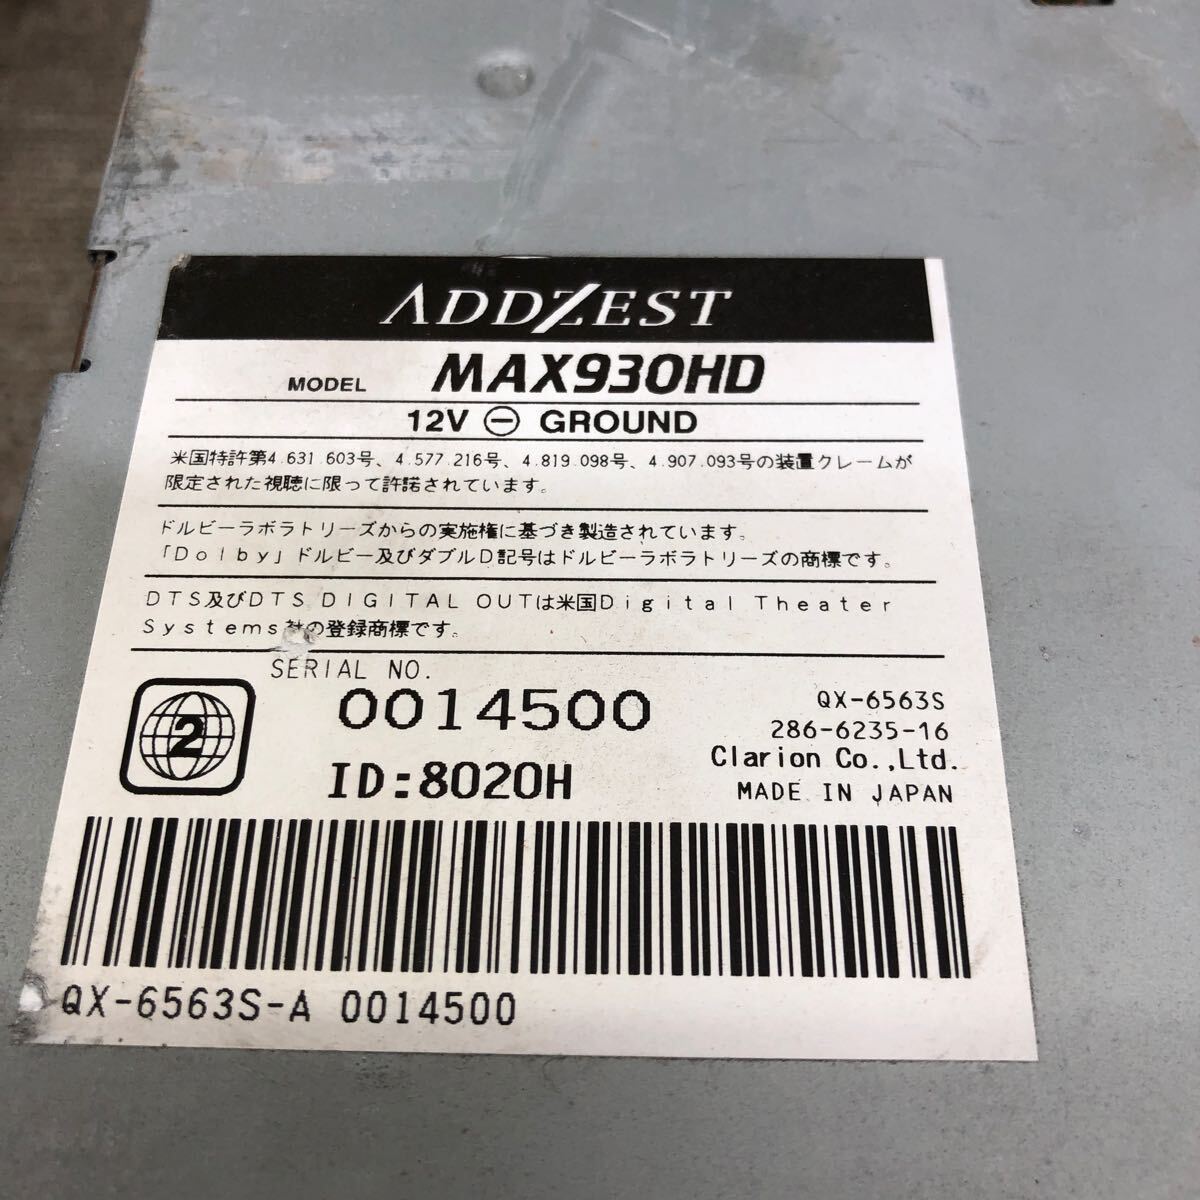 ADDZEST
MODEL MAX930HD
12V ⊖ GROUND
米国特許第4.631.603号、4.577.216号、4.819.098号、4.907.093号の装置クレームが
限定された視聴に限って許諾されています。
ドルビーラボラトリーズからの実施権に基づき製造されています。
「Dolby」ドルビー及びダブルD記号はドルビーラボラトリーズの商標です。
DTS及びDTS DIGITAL OUTは米国Digital Theater
Systems社の登録商標です。
SERIAL NO.
0014500
2
ID:8020H
QX-6563S
286-6235-16
Clarion Co.,Ltd.
MADE IN JAPAN
QX-6563S-A 0014500